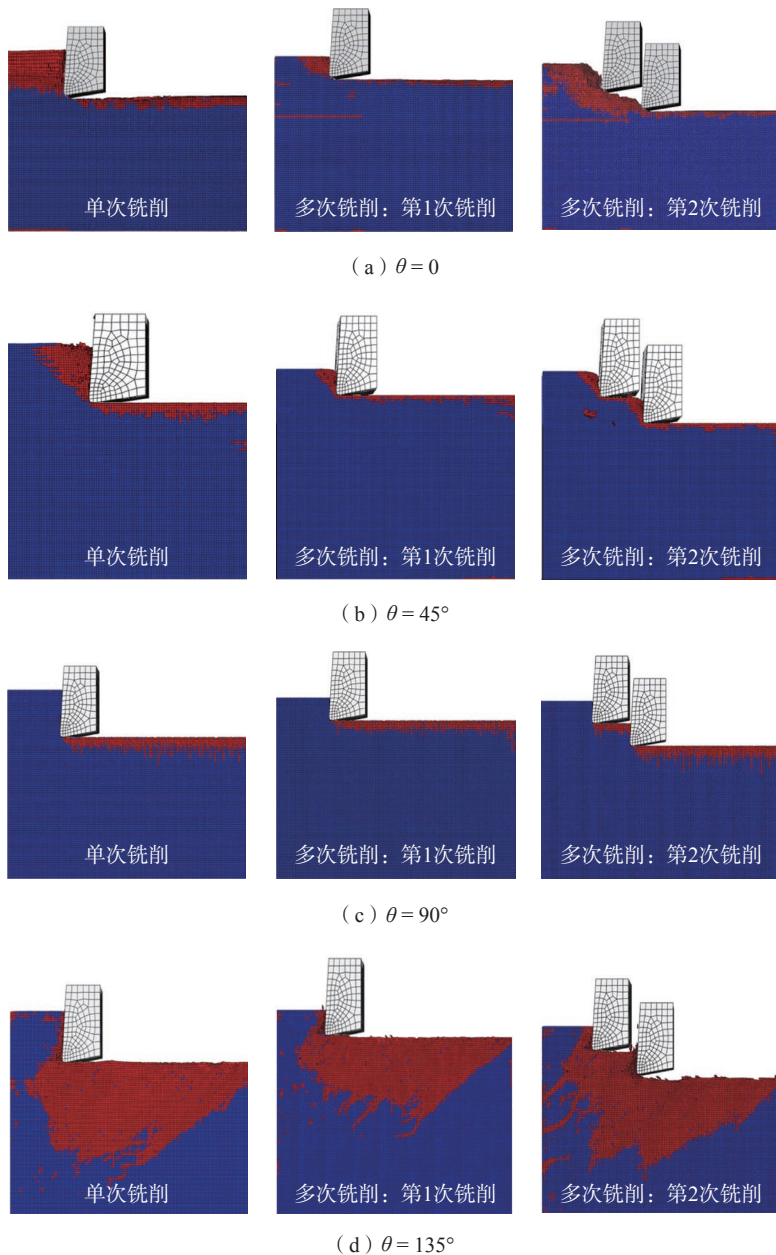 单次铣削
多次铣削：第1次铣削
多次铣削：第2次铣削
（a）θ = 0
单次铣削
多次铣削：第1次铣削
多次铣削：第2次铣削
（b）θ = 45°
单次铣削
多次铣削：第1次铣削
多次铣削：第2次铣削
（c）θ = 90°
单次铣削
多次铣削：第1次铣削
多次铣削：第2次铣削
（d）θ = 135°